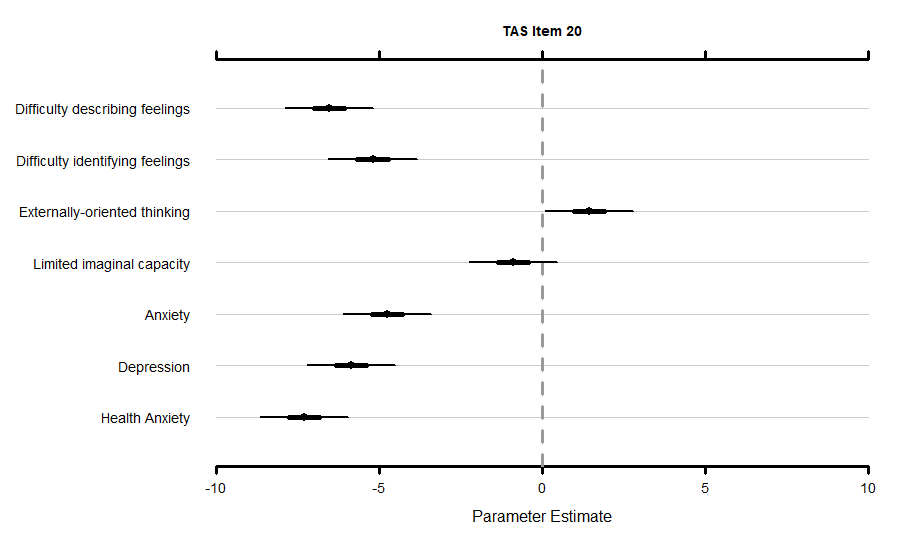 TAS Item 20
Difficulty describing feelings
Difficulty identifying feelings
Externally-oriented thinking
Limited imaginal capacity
Anxiety
Depression
Health Anxiety
-10 -5 0 5 10
Parameter Estimate